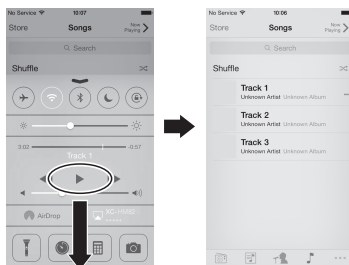 No Service 10:07
Store Songs Now Playing
Search
Shuffle
3:02 -0:57
Track 1
AirDrop
No Service 10:06
Store Songs Now Playing
Search
Shuffle
Track 1
Unknown Artist Unknown Album
Track 2
Unknown Artist Unknown Album
Track 3
Unknown Artist Unknown Album